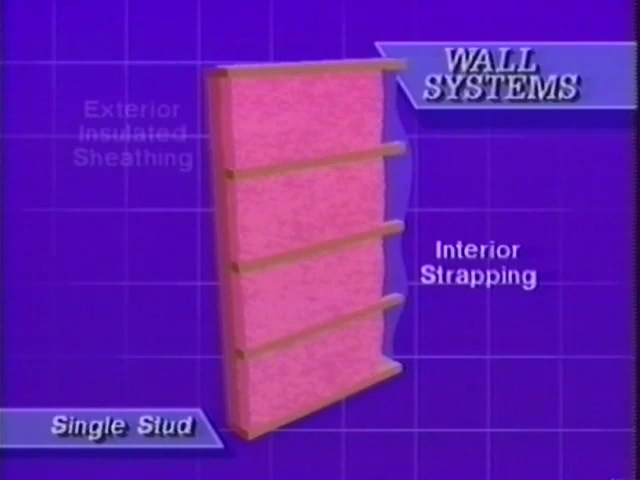 WALL
SYSTEMS
Exterior
Insulated
Sheathing
Interior
Strapping
Single Stud